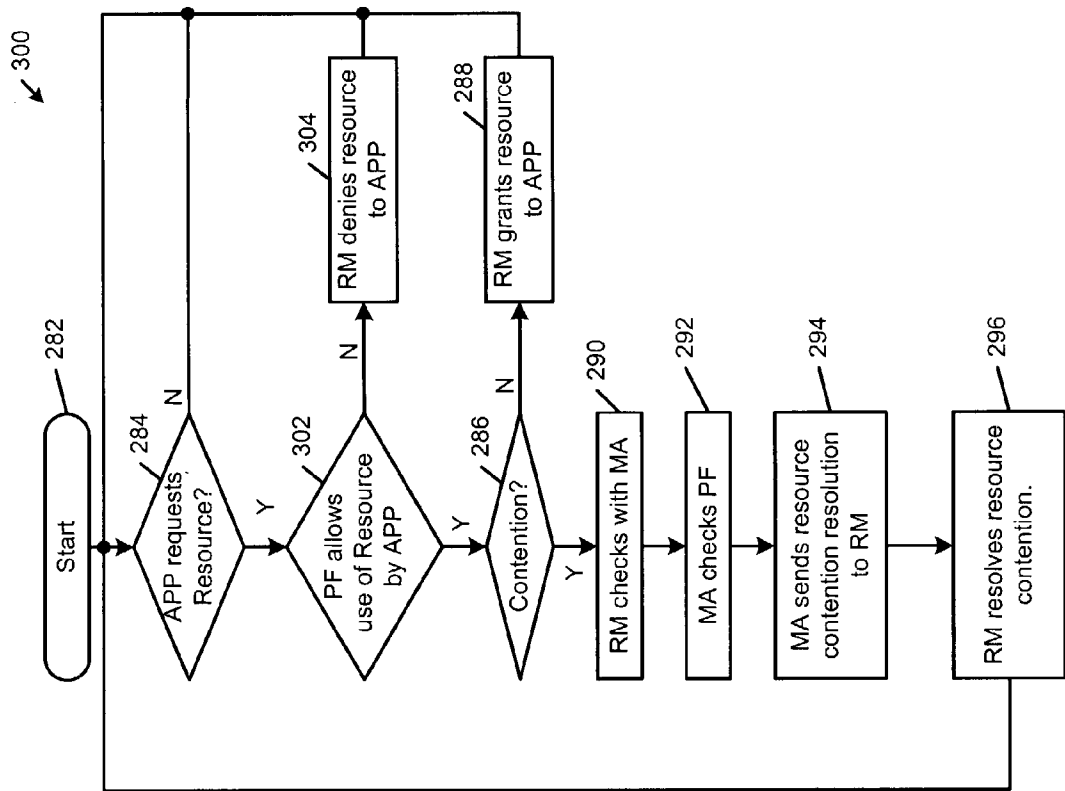 300
Start
282
APP requests
Resource?
284
N
Y
PF allows
use of Resource
by APP
302
N
RM denies resource
to APP
304
Y
Contention?
286
N
RM grants resource
to APP
288
Y
RM checks with MA
290
MA checks PF
292
MA sends resource
contention resolution
to RM
294
RM resolves resource
contention.
296